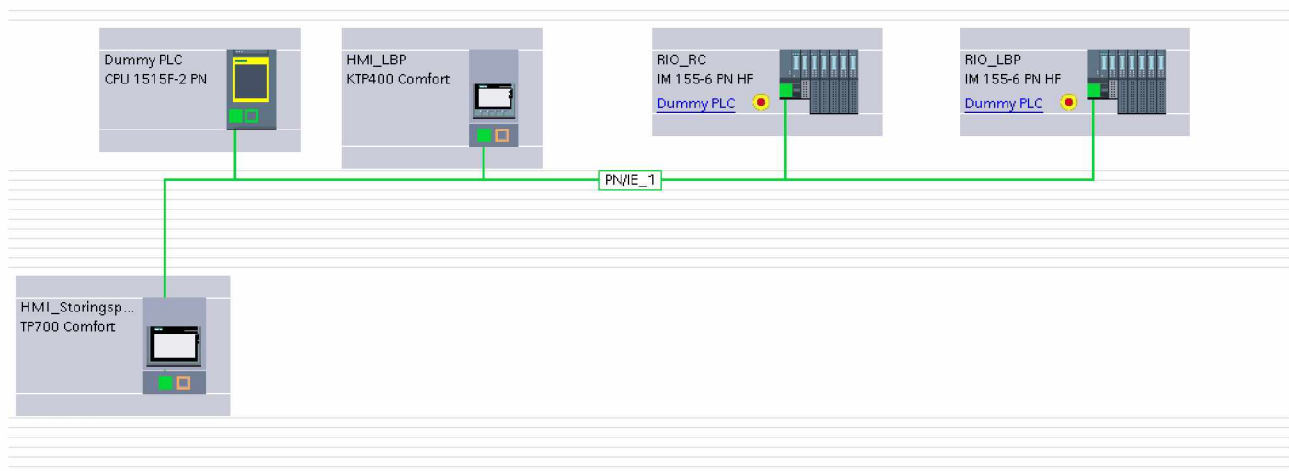 Dummy PLC
CPU 1515F-2 PN
HMI_LBP
KTP400 Comfort
RIO_RC
IM 155-6 PN HF
Dummy PLC
RIO_LBP
IM 155-6 PN HF
Dummy PLC
PN/IE_1
HMI_Storingsp...
TP700 Comfort